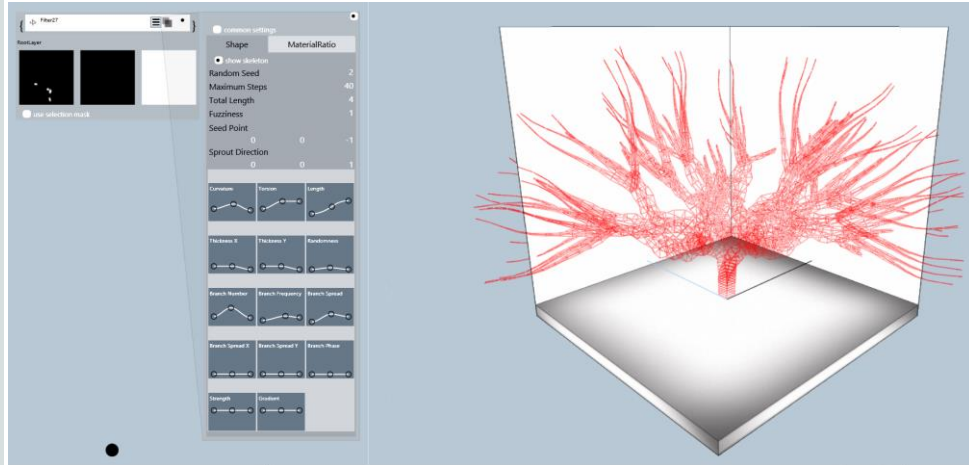 Filter27
RootLayer
use selection mask
common settings
Shape
MaterialRatio
show skeleton
Random Seed 2
Maximum Steps 40
Total Length 4
Fuzziness 1
Seed Point
0 0 -1
Sprout Direction
0 0 1
Curvature Torsion Length
Thickness X Thickness Y Randomness
Branch Number Branch Frequency Branch Spread
Branch Spread X Branch Spread Y Branch Phase
Strength Gradient